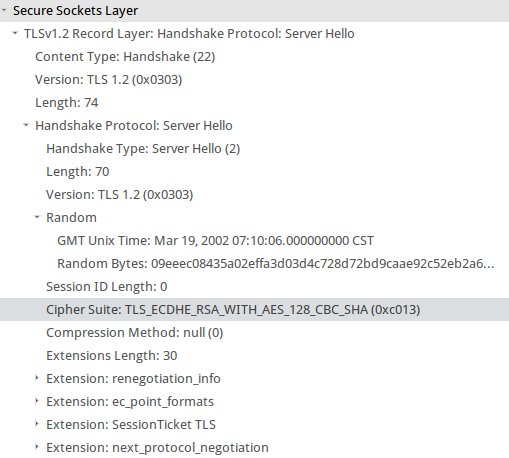 Secure Sockets Layer
TLSv1.2 Record Layer: Handshake Protocol: Server Hello
Content Type: Handshake (22)
Version: TLS 1.2 (0x0303)
Length: 74
Handshake Protocol: Server Hello
Handshake Type: Server Hello (2)
Length: 70
Version: TLS 1.2 (0x0303)
Random
GMT Unix Time: Mar 19, 2002 07:10:06.000000000 CST
Random Bytes: 09eeec08435a02effa3d03d4c728d72bd9caae92c52eb2a6...
Session ID Length: 0
Cipher Suite: TLS_ECDHE_RSA_WITH_AES_128_CBC_SHA (0xc013)
Compression Method: null (0)
Extensions Length: 30
Extension: renegotiation_info
Extension: ec_point_formats
Extension: SessionTicket TLS
Extension: next_protocol_negotiation